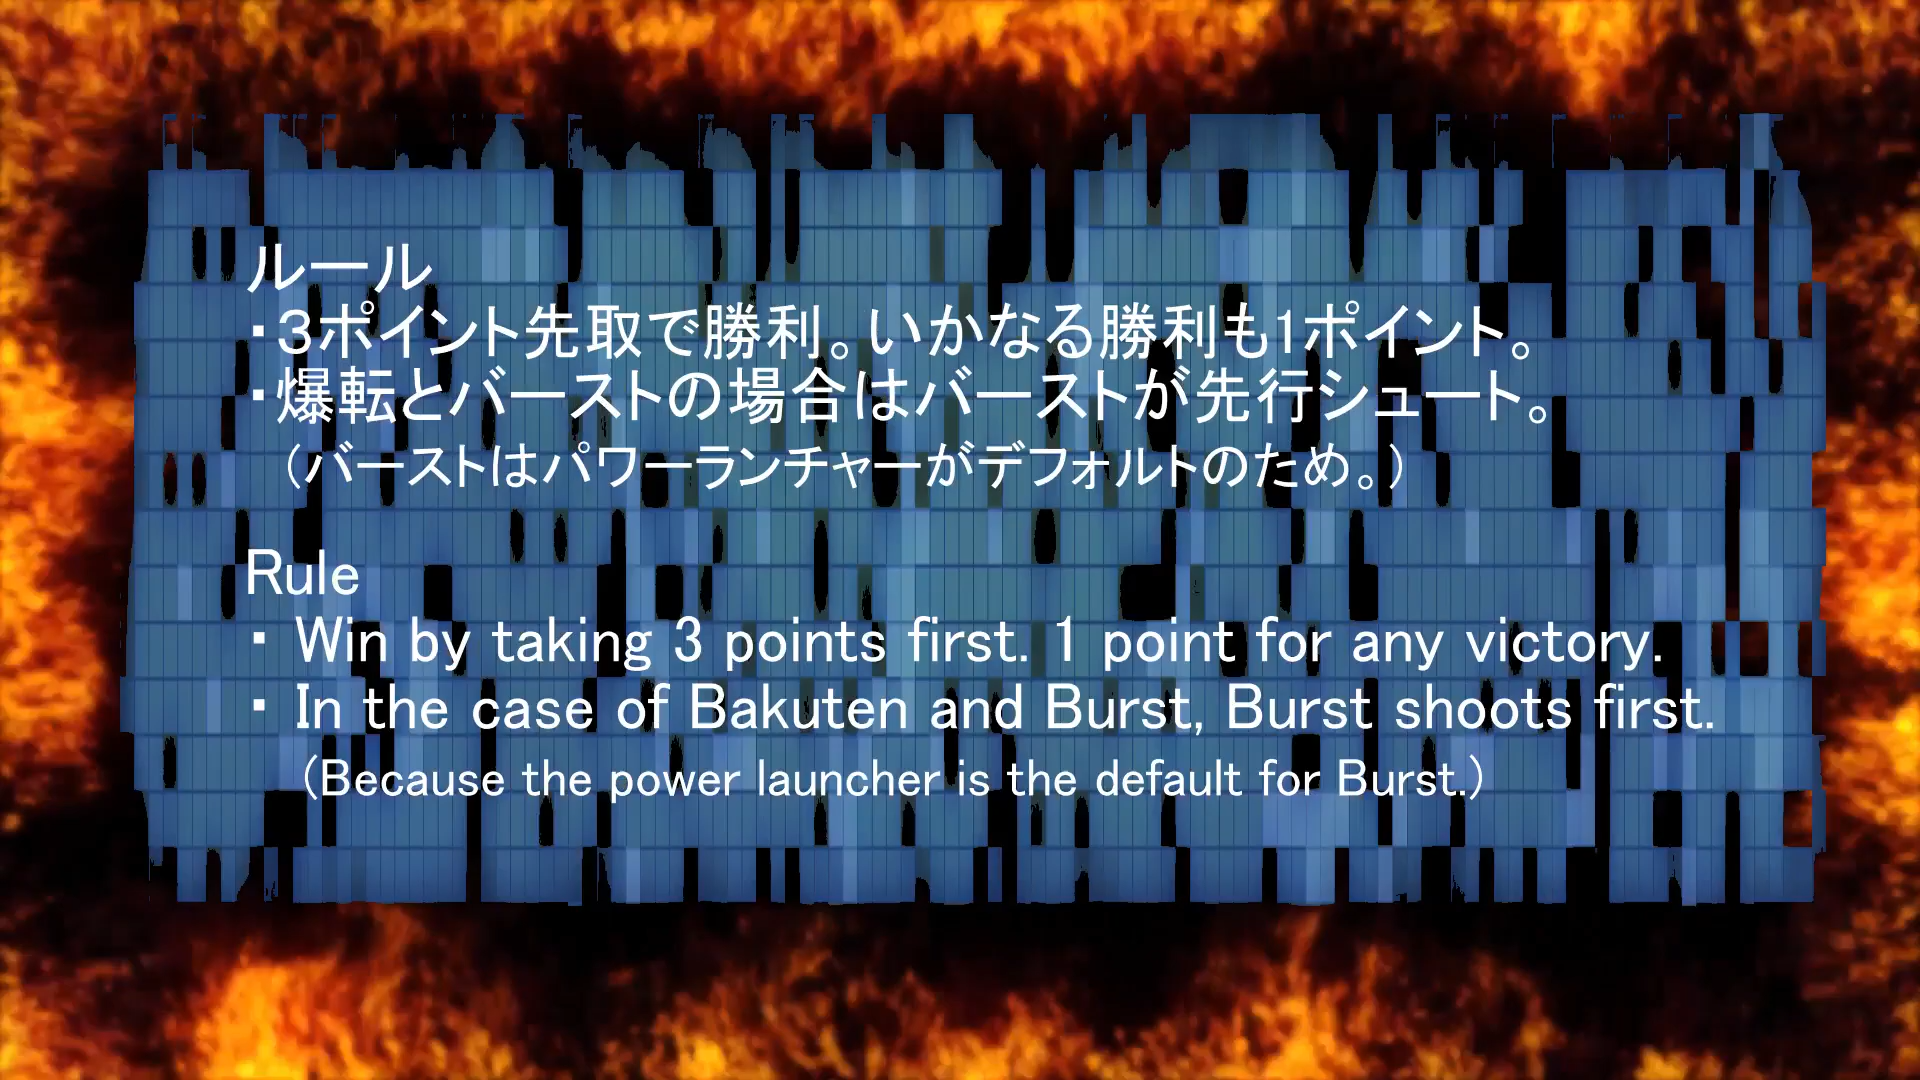 ルール
・３ポイント先取で勝利。いかなる勝利も1ポイント。
・爆転とバーストの場合はバーストが先行シュート。
（バーストはパワーランチャーがデフォルトのため。）
Rule
・ Win by taking 3 points first. 1 point for any victory.
・ In the case of Bakuten and Burst, Burst shoots first.
（Because the power launcher is the default for Burst.）